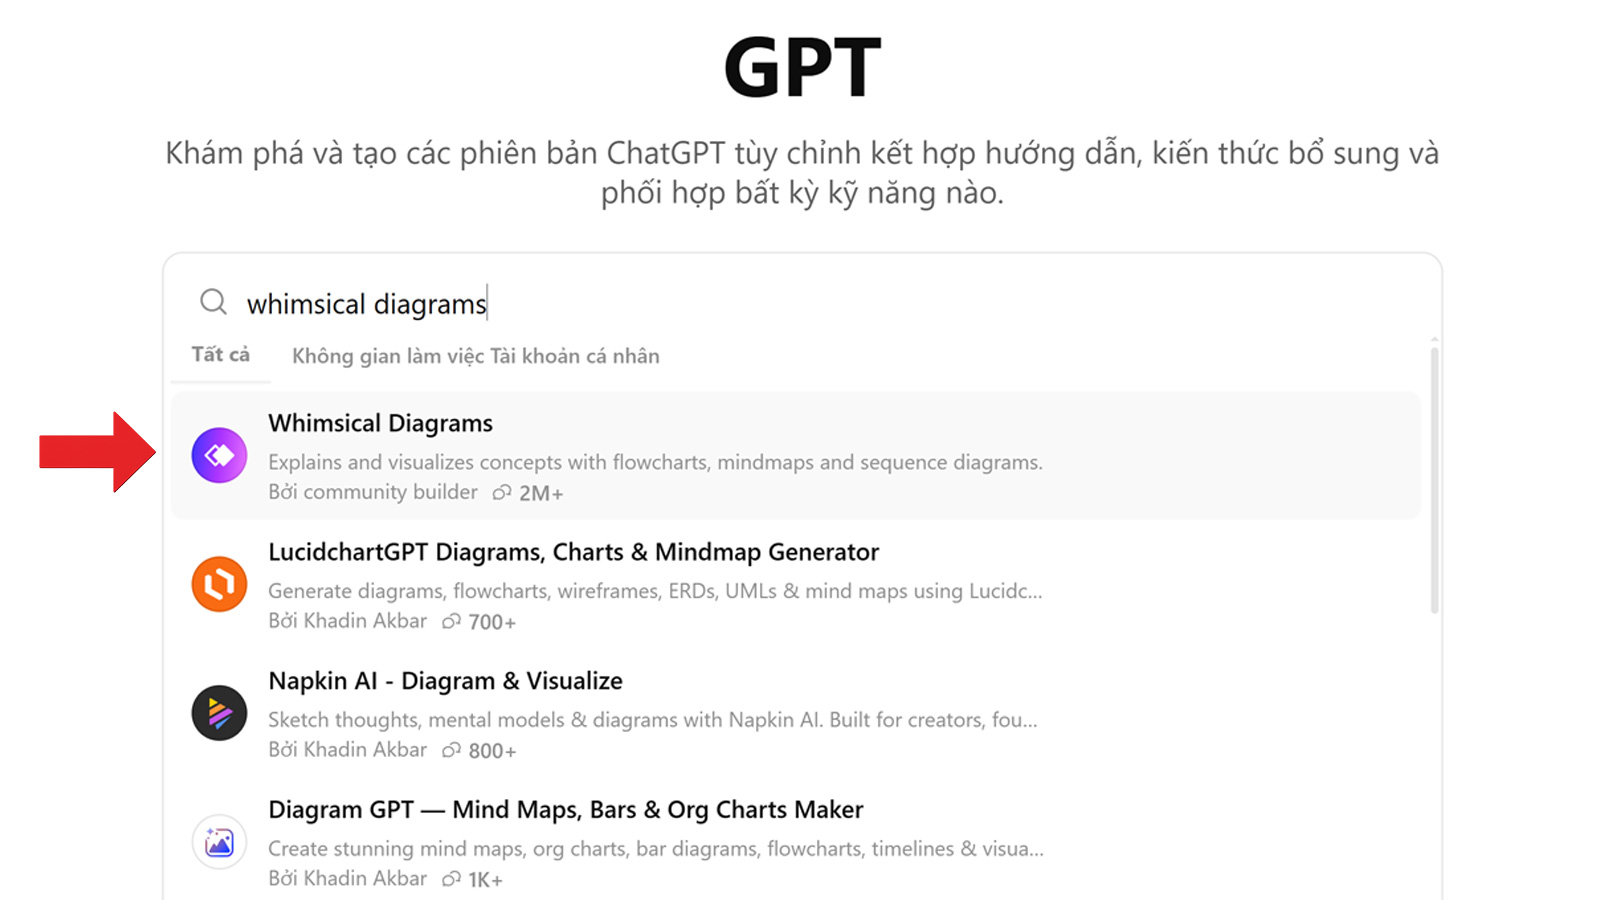 GPT
Khám phá và tạo các phiên bản ChatGPT tùy chỉnh kết hợp hướng dẫn, kiến thức bổ sung và
phối hợp bất kỳ kỹ năng nào.
whimsical diagrams
Tất cả Không gian làm việc Tài khoản cá nhân
Whimsical Diagrams
Explains and visualizes concepts with flowcharts, mindmaps and sequence diagrams.
Bởi community builder 2M+
LucidchartGPT Diagrams, Charts & Mindmap Generator
Generate diagrams, flowcharts, wireframes, ERDs, UMLs & mind maps using Lucidc...
Bởi Khadin Akbar 700+
Napkin AI - Diagram & Visualize
Sketch thoughts, mental models & diagrams with Napkin AI. Built for creators, fou...
Bởi Khadin Akbar 800+
Diagram GPT — Mind Maps, Bars & Org Charts Maker
Create stunning mind maps, org charts, bar diagrams, flowcharts, timelines & visua...
Bởi Khadin Akbar 1K+